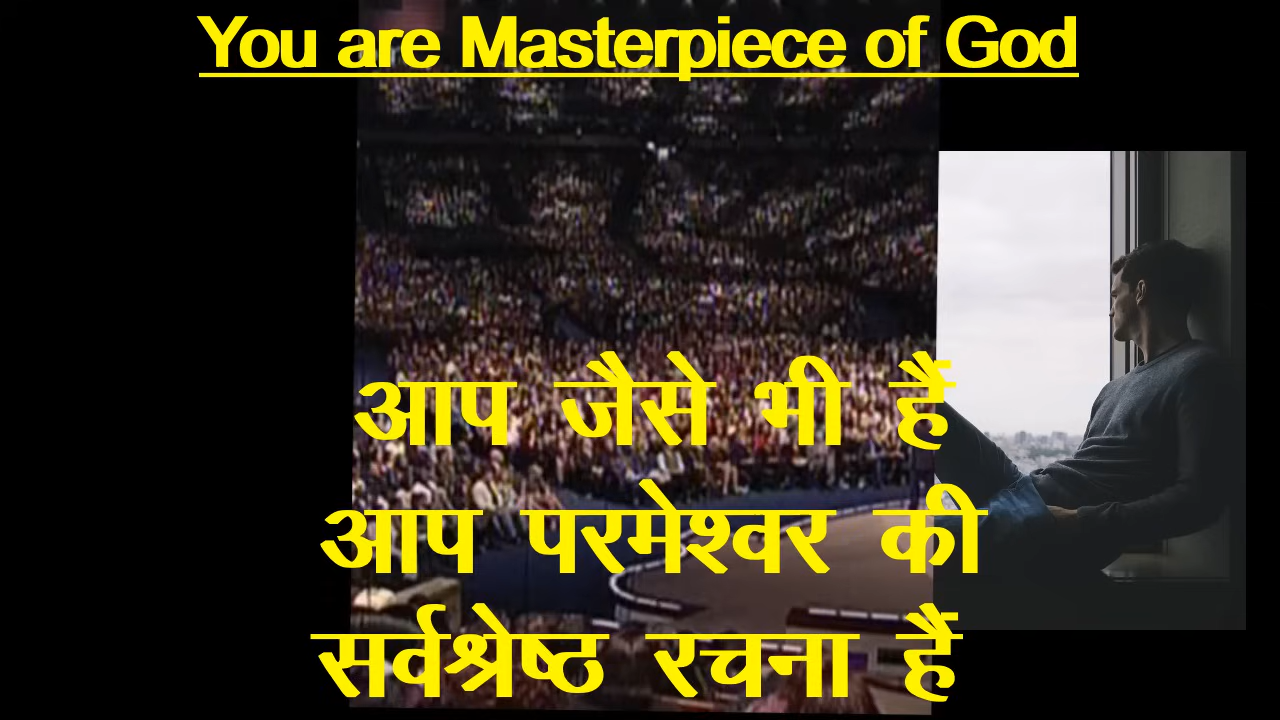 You are Masterpiece of God
आप जैसे भी हैं
आप परमेश्वर की
सर्वश्रेष्ठ रचना हैं